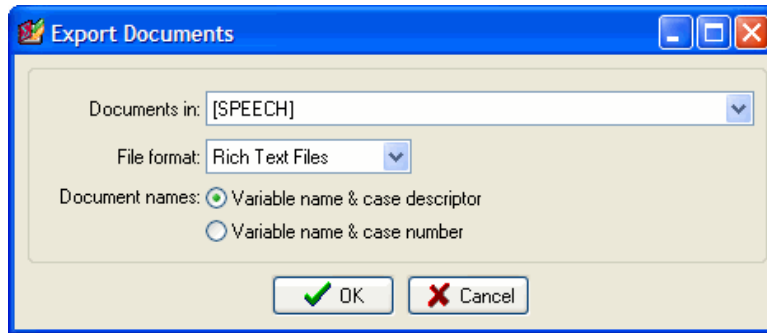 Export Documents
Documents in: [SPEECH]
File format: Rich Text Files
Document names: Variable name & case descriptor
Variable name & case number
OK Cancel